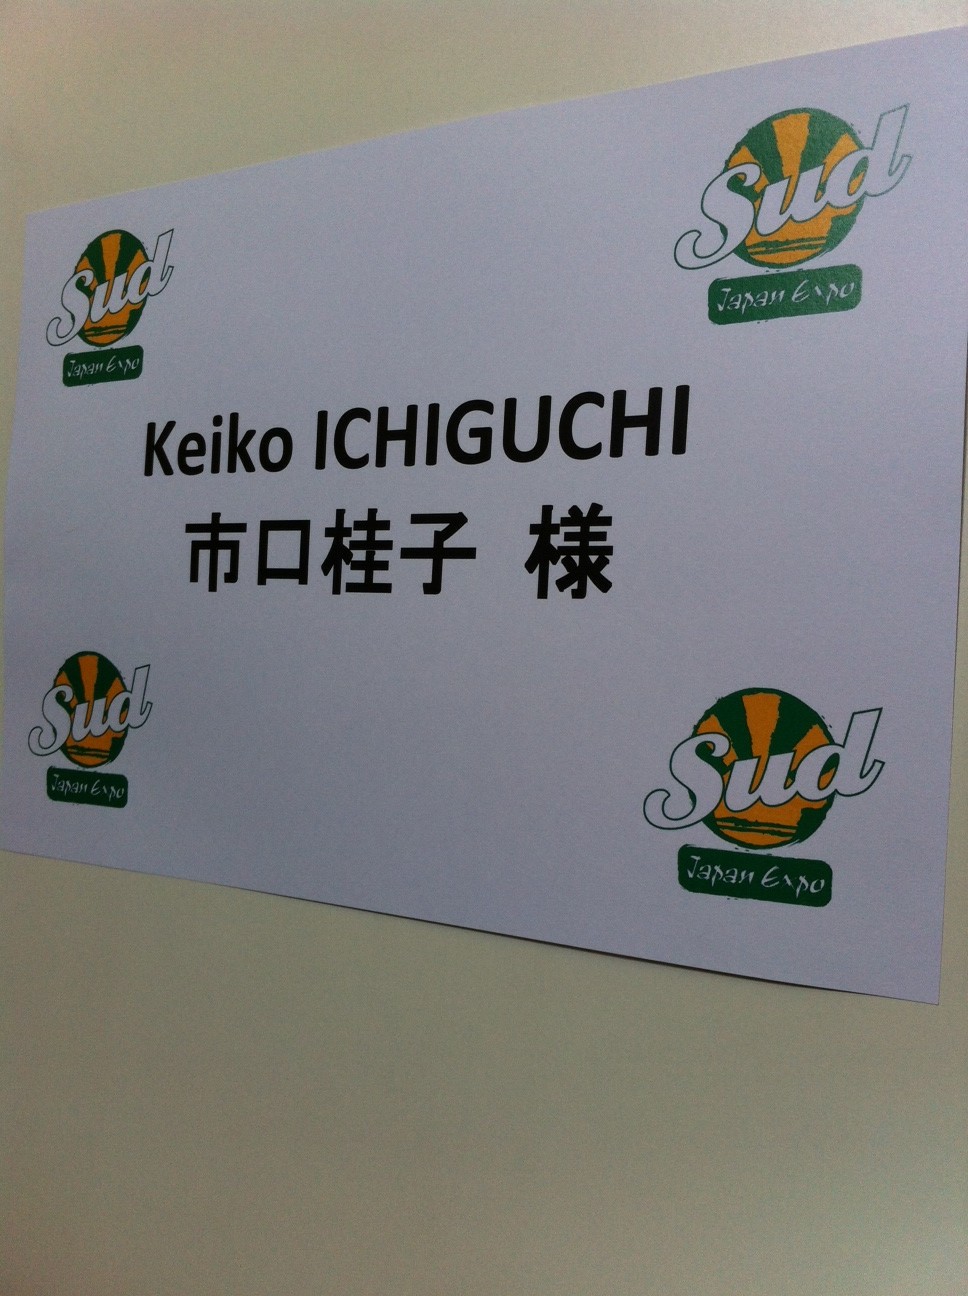 Sud
Japan Expo
Sud
Japan Expo
Keiko ICHIGUCHI
市口桂子 様
Sud
Japan Expo
Sud
Japan Expo